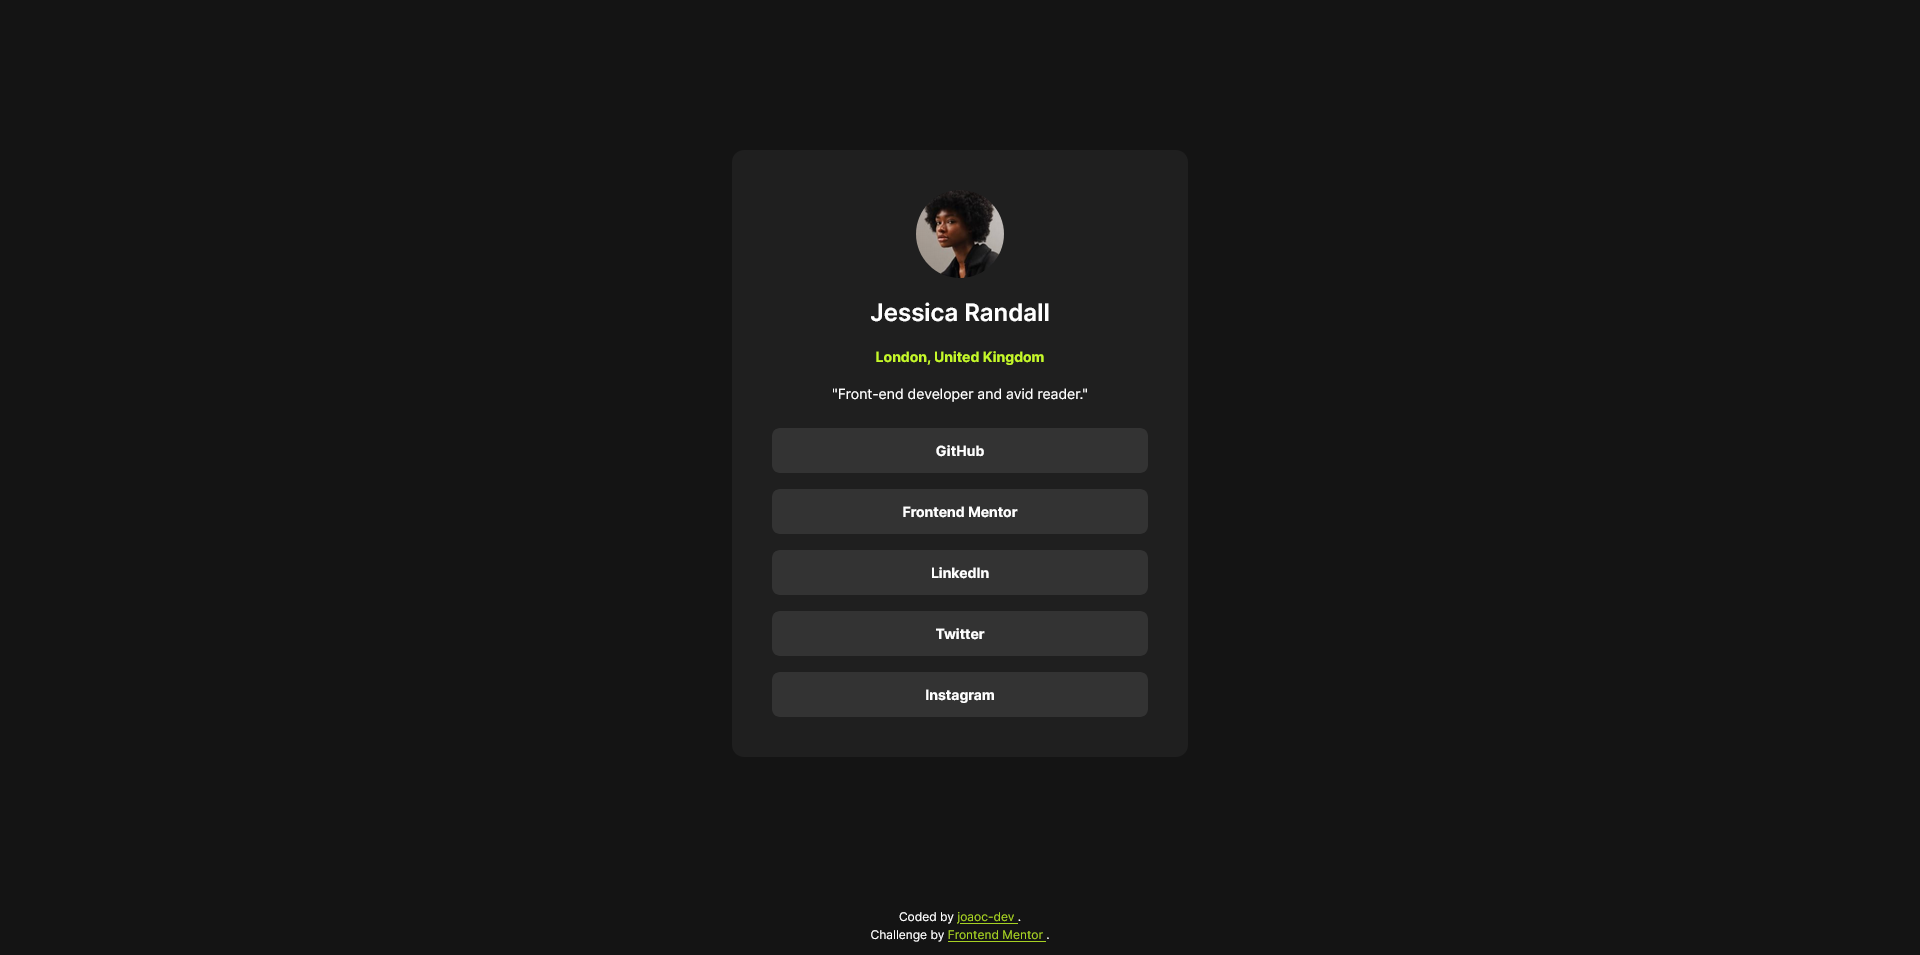 Jessica Randall
London, United Kingdom
"Front-end developer and avid reader."
GitHub
Frontend Mentor
LinkedIn
Twitter
Instagram
Coded by joaoc-dev .
Challenge by Frontend Mentor .